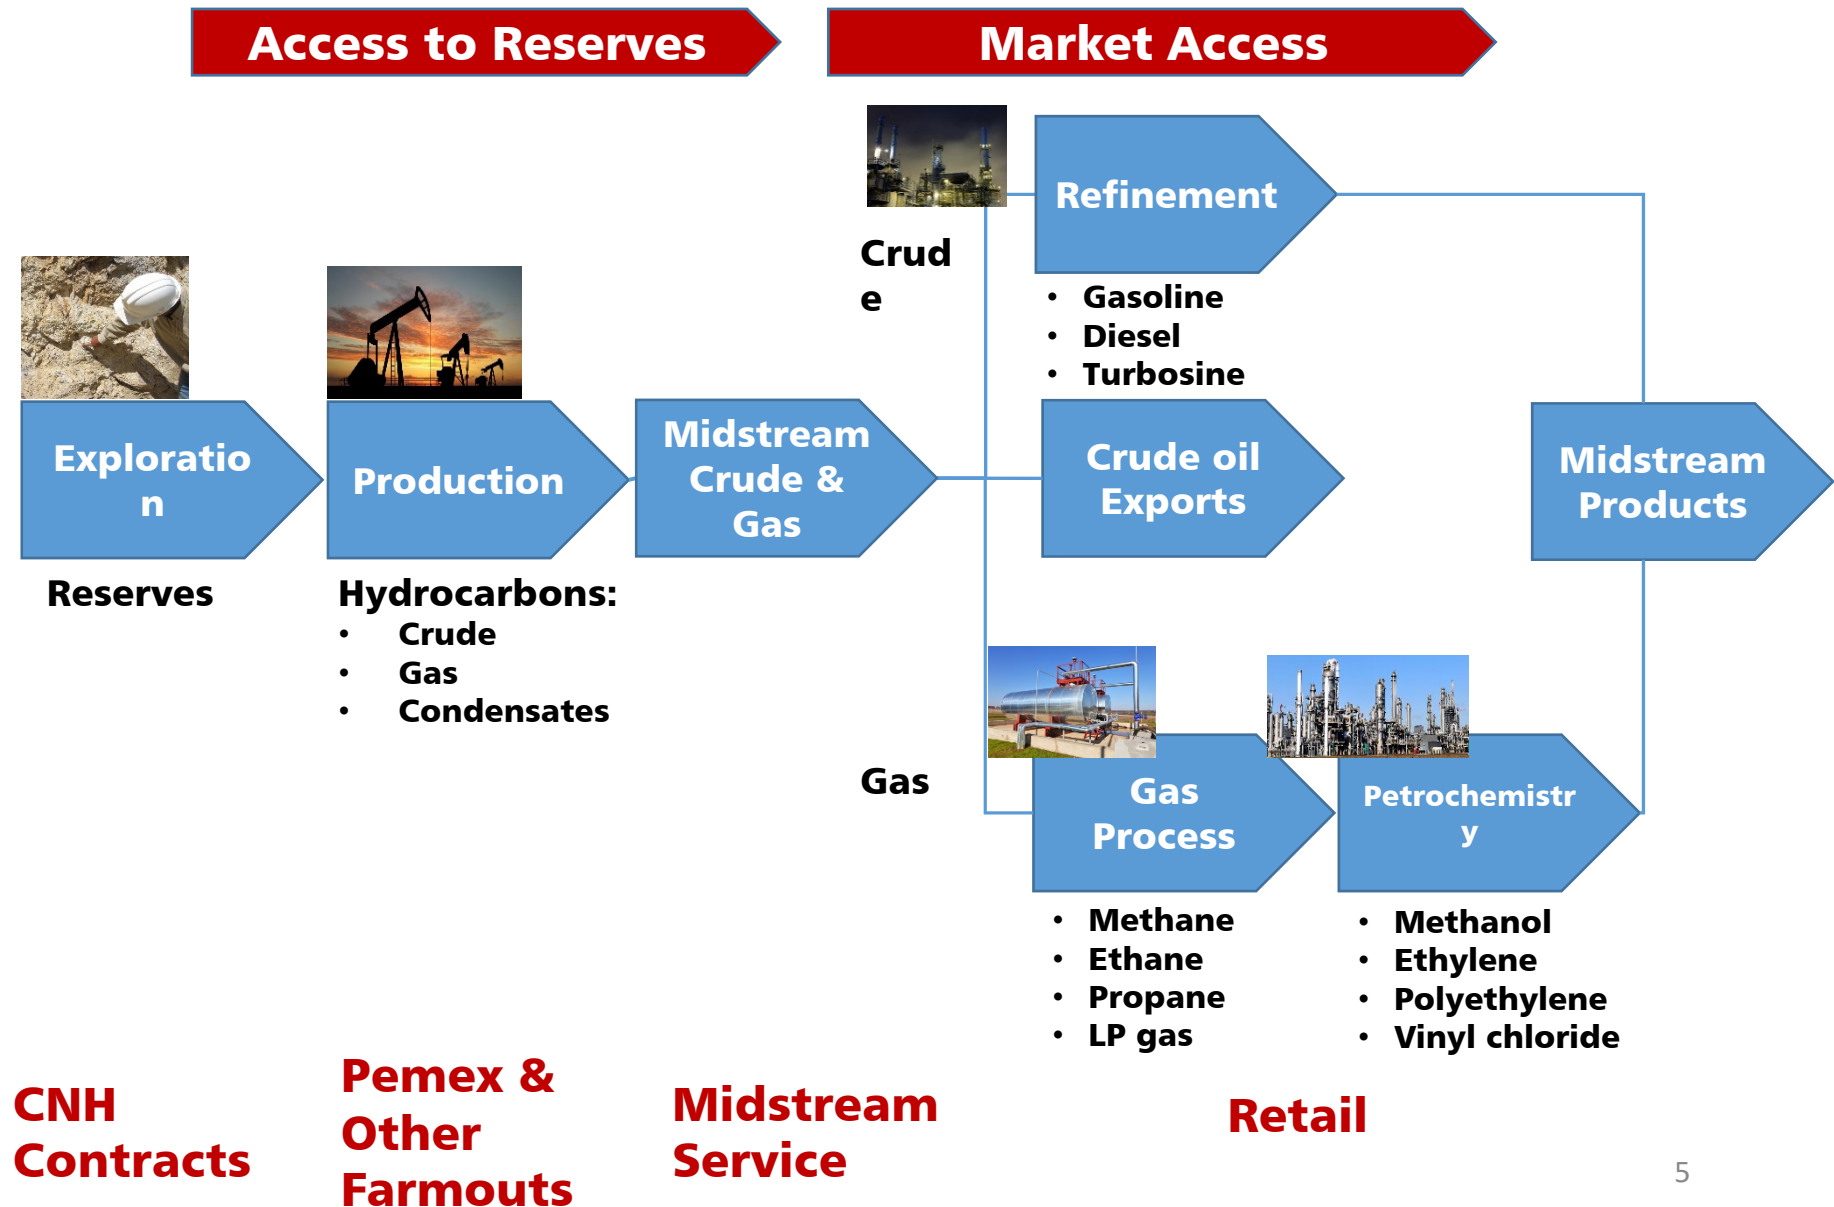 Access to Reserves
Market Access
Refinement
Crud
e
• Gasoline
• Diesel
• Turbosine
Exploratio
n
Production
Midstream
Crude &
Gas
Crude oil
Exports
Midstream
Products
Reserves
Hydrocarbons:
• Crude
• Gas
• Condensates
Gas
Gas
Process
Petrochemistr
y
• Methane
• Ethane
• Propane
• LP gas
• Methanol
• Ethylene
• Polyethylene
• Vinyl chloride
CNH
Contracts
Pemex &
Other
Farmouts
Midstream
Service
Retail
5